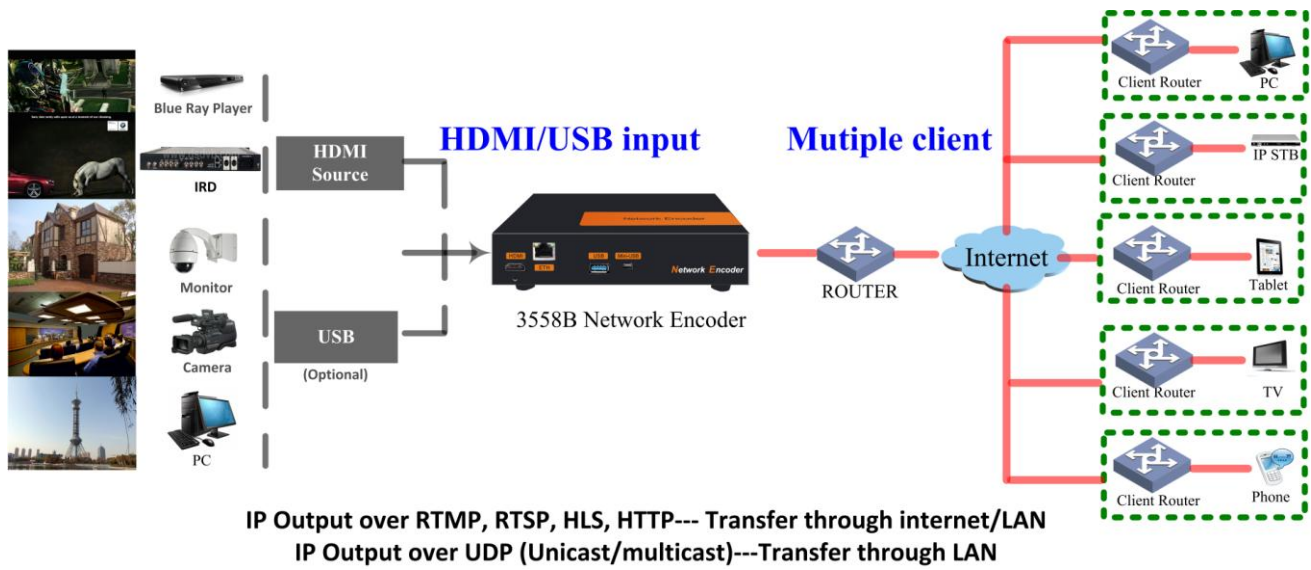 Blue Ray Player
IRD
Monitor
Camera
PC
HDMI
Source
USB
(Optional)
HDMI/USB input
Network Encoder
HDMI
ETH
USB
Mini-USB
Network Encoder
3558B Network Encoder
ROUTER
Mutiple client
Internet
Client Router
PC
Client Router
IP STB
Client Router
Tablet
Client Router
TV
Client Router
Phone
IP Output over RTMP, RTSP, HLS, HTTP--- Transfer through internet/LAN
IP Output over UDP (Unicast/multicast)---Transfer through LAN